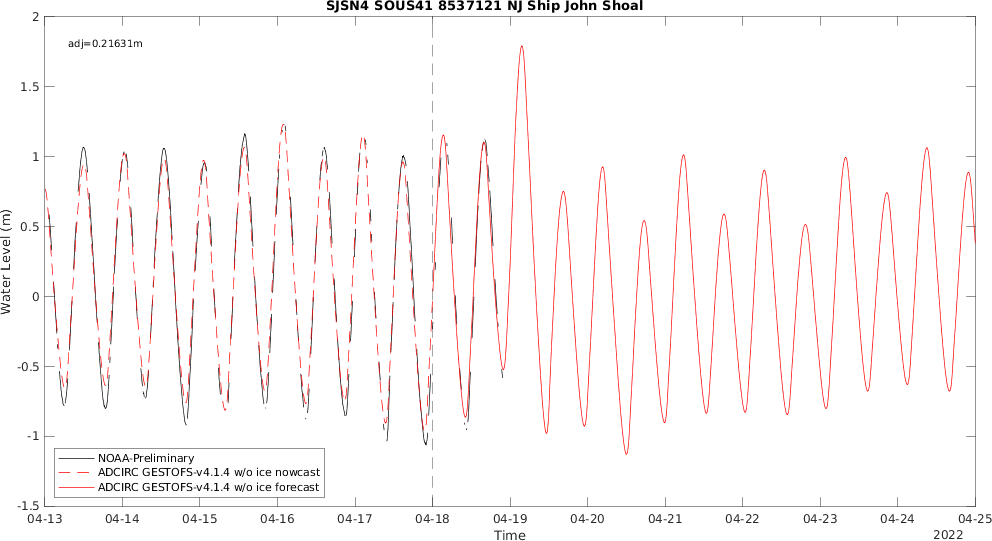 SJSN4 SOUS41 8537121 NJ Ship John Shoal
adj=0.21631m
2
1.5
1
0.5
0
-0.5
-1
-1.5
Water Level (m)
NOAA-Preliminary
ADCIRC GESTOFS-v4.1.4 w/o ice nowcast
ADCIRC GESTOFS-v4.1.4 w/o ice forecast
04-13 04-14 04-15 04-16 04-17 04-18 04-19 04-20 04-21 04-22 04-23 04-24 04-25
Time
2022